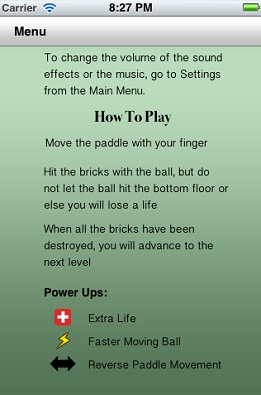 Carrier 8:27 PM
Menu
To change the volume of the sound
effects or the music, go to Settings
from the Main Menu.
How To Play
Move the paddle with your finger
Hit the bricks with the ball, but do
not let the ball hit the bottom floor or
else you will lose a life
When all the bricks have been
destroyed, you will advance to the
next level
Power Ups:
Extra Life
Faster Moving Ball
Reverse Paddle Movement